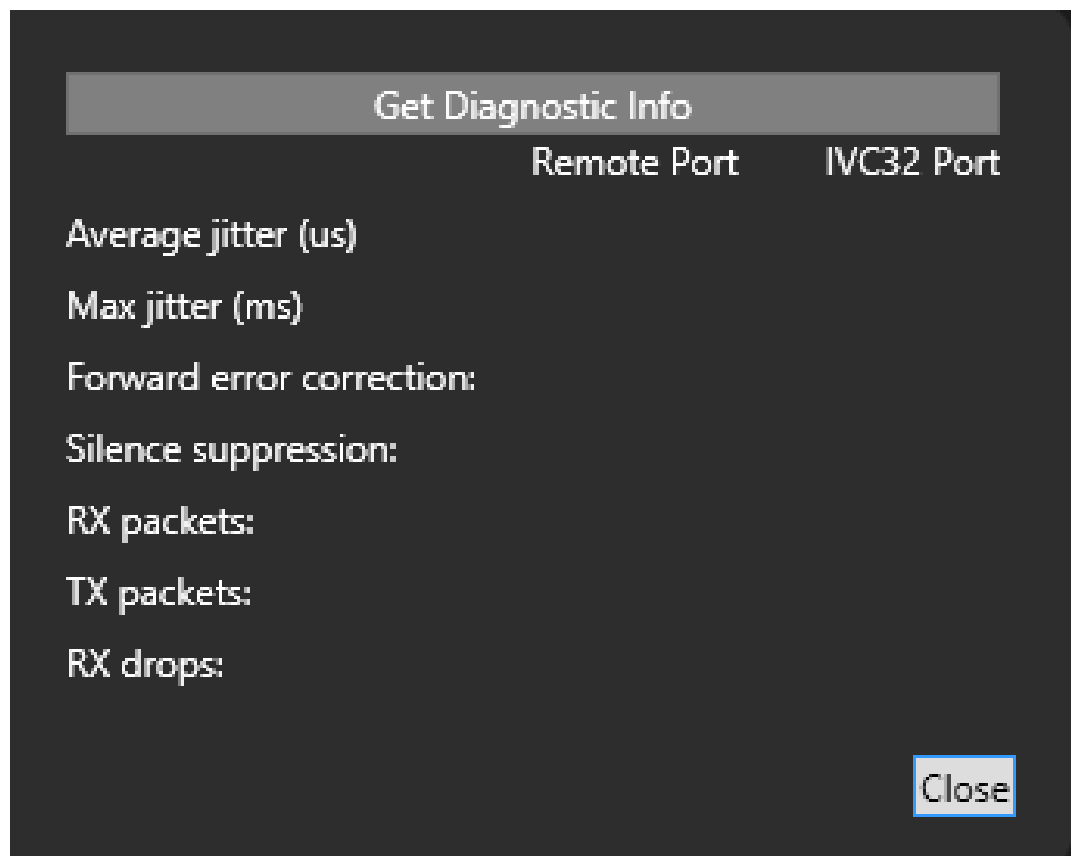 Get Diagnostic Info
Remote Port IVC32 Port
Average jitter (us)
Max jitter (ms)
Forward error correction:
Silence suppression:
RX packets:
TX packets:
RX drops:
Close